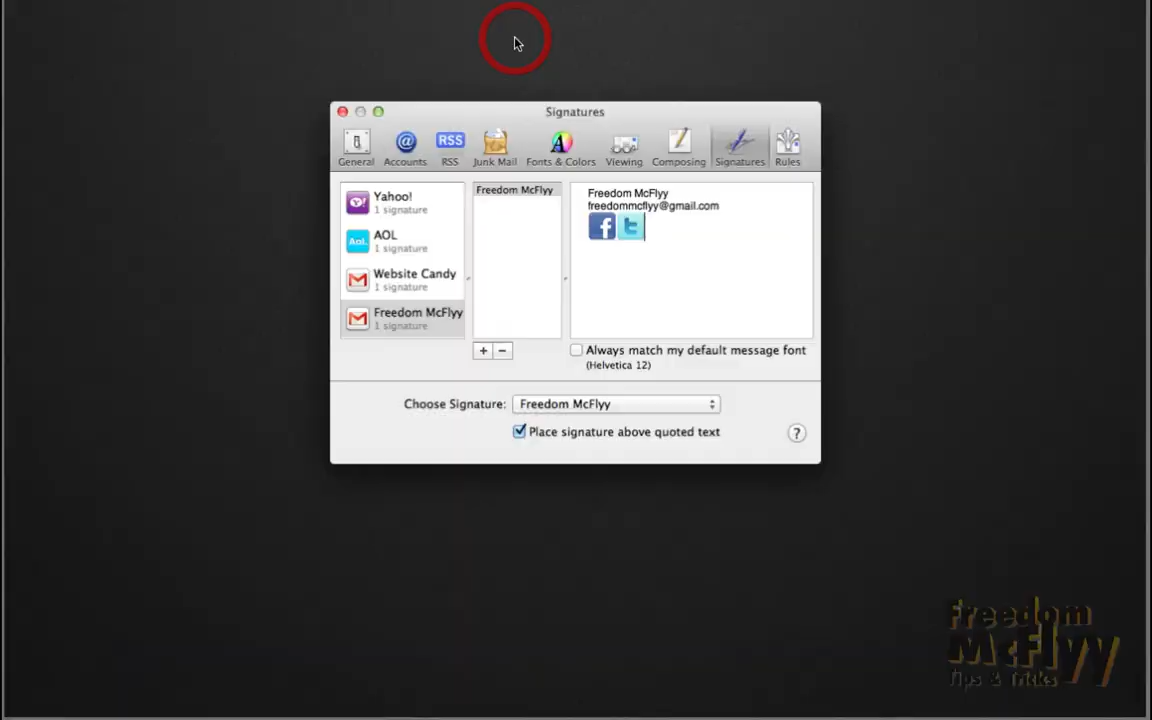 Signatures
General
Accounts
RSS
RSS
Junk Mail
Fonts & Colors
Viewing
Composing
Signatures
Rules
Yahoo!
1 signature
AOL
1 signature
Website Candy
1 signature
Freedom McFlyy
1 signature
Freedom McFlyy
Freedom McFlyy
freedommcflyy@gmail.com
+ −
Always match my default message font
(Helvetica 12)
Choose Signature: Freedom McFlyy
Place signature above quoted text
?
Freedom
McFlyy
Tips & Tricks